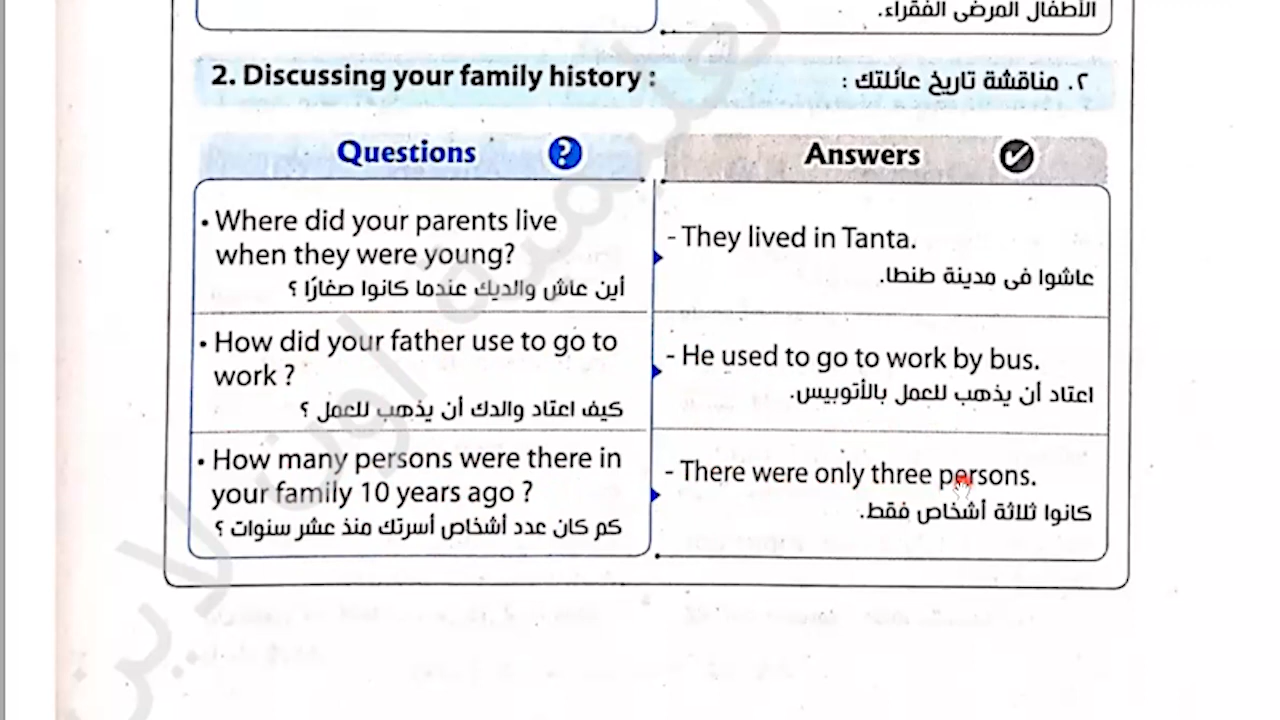 الأطفال المرضى الفقراء.
2. Discussing your family history :
٢. مناقشة تاريخ عائلتك :
Questions ?
Answers
• Where did your parents live
when they were young?
أين عاش والديك عندما كانوا صغارًا ؟
- They lived in Tanta.
عاشوا فى مدينة طنطا.
• How did your father use to go to
work ?
كيف اعتاد والدك أن يذهب للعمل ؟
- He used to go to work by bus.
اعتاد أن يذهب للعمل بالأتوبيس.
• How many persons were there in
your family 10 years ago ?
كم كان عدد أشخاص أسرتك منذ عشر سنوات ؟
- There were only three persons.
كانوا ثلاثة أشخاص فقط.
اون لاين